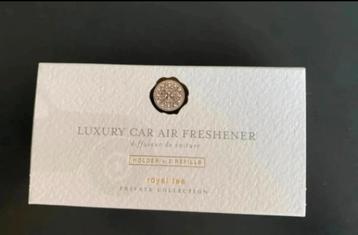 LUXURY CAR AIR FRESHENER
diffuseur de voiture
HOLDER & 2 REFILLS
royal tea
PRIVATE COLLECTION